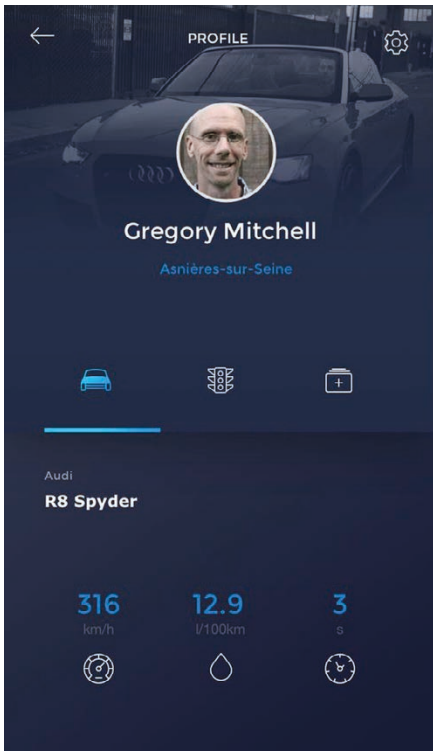 PROFILE
Gregory Mitchell
Asnières-sur-Seine
Audi
R8 Spyder
316 12.9 3
km/h l/100km s